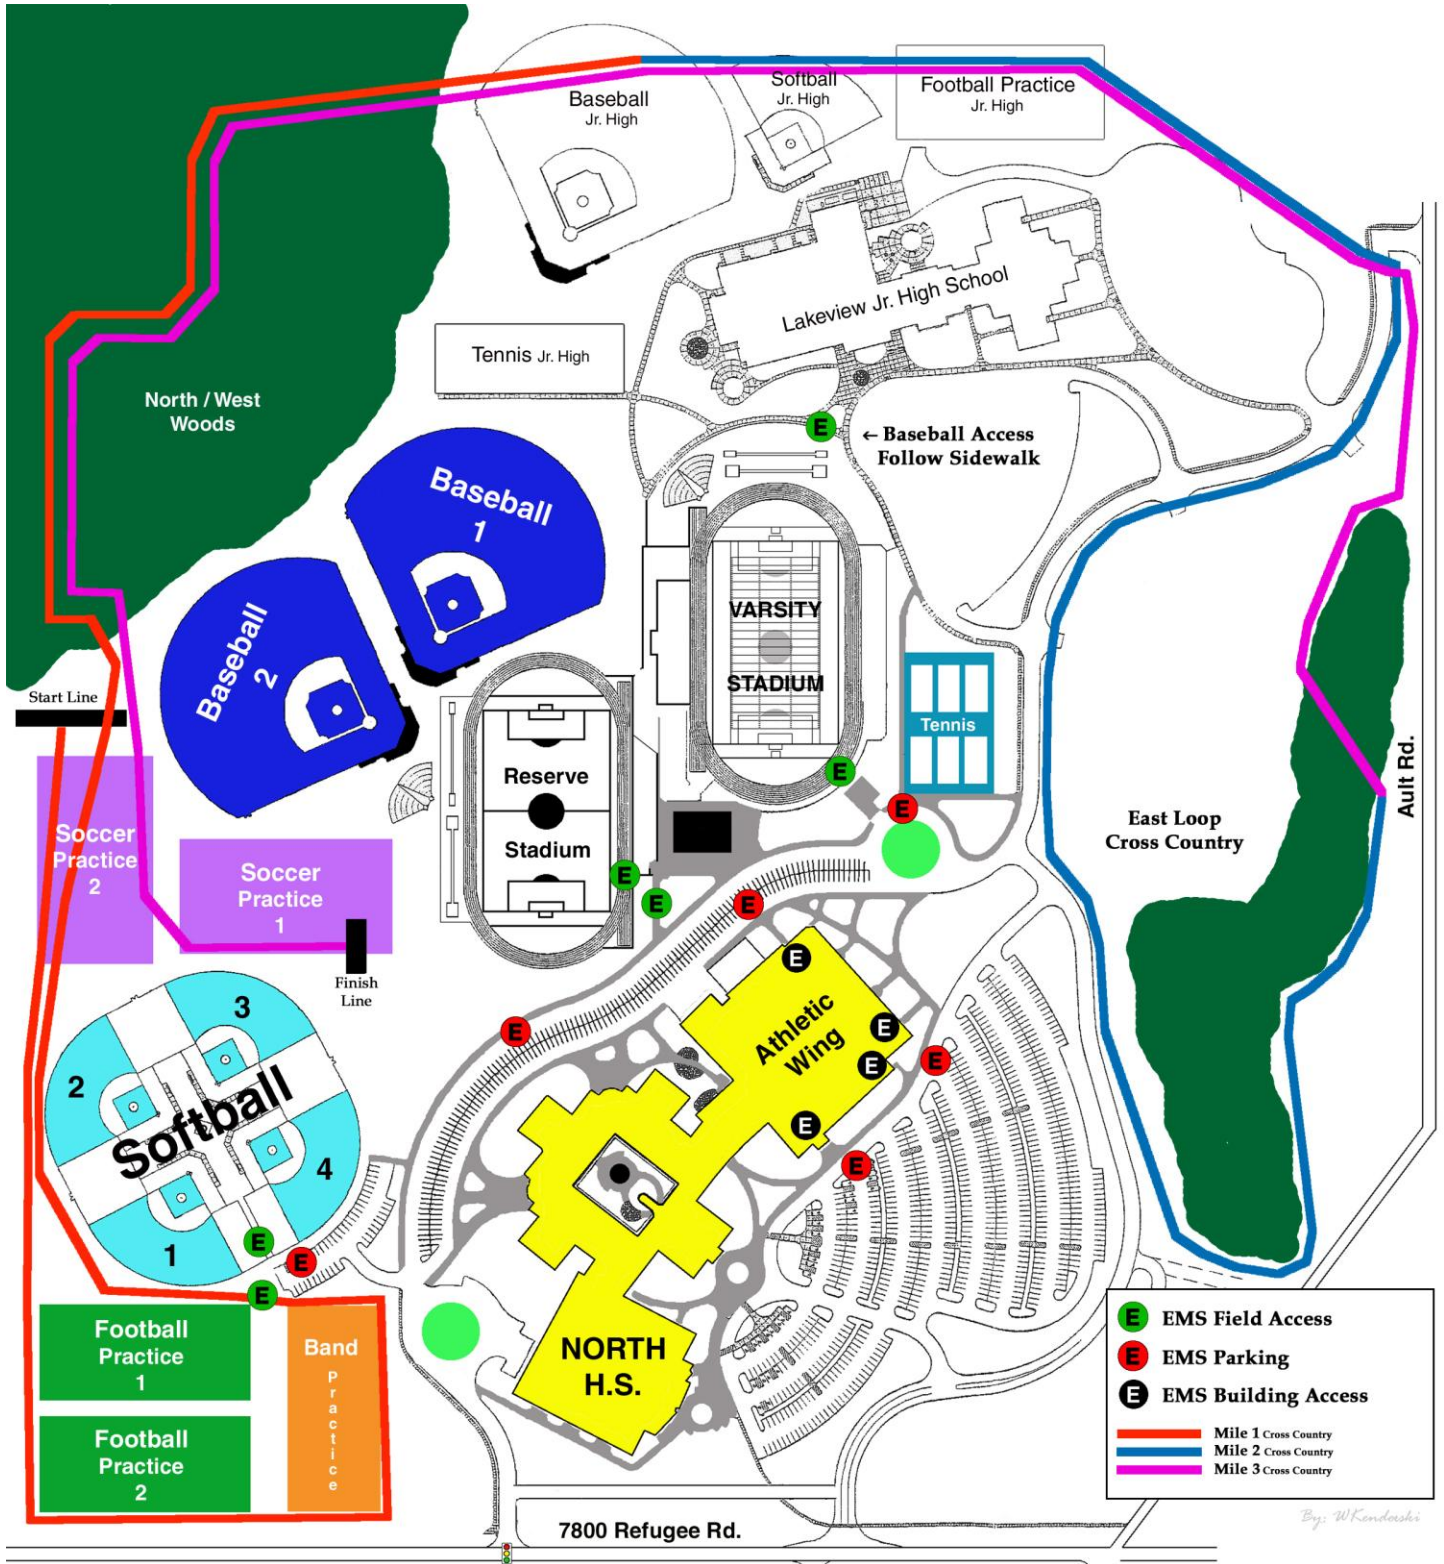 Baseball
Jr. High
Softball
Jr. High
Football Practice
Jr. High
Lakeview Jr. High School
Tennis Jr. High
North / West
Woods
E
← Baseball Access
Follow Sidewalk
Baseball
1
Baseball
2
VARSITY
STADIUM
Start Line
Tennis
Reserve
Stadium
E
E
Ault Rd.
East Loop
Cross Country
Soccer
Practice
2
Soccer
Practice
1
E
E
E
Finish
Line
E
Athletic
Wing
E
E
E
E
E
E
3
2
Softball
4
1
E
E
E
Football
Practice
1
Band
Practice
NORTH
H.S.
Football
Practice
2
E EMS Field Access
E EMS Parking
E EMS Building Access
Mile 1 Cross Country
Mile 2 Cross Country
Mile 3 Cross Country
By: WKendorski
7800 Refugee Rd.